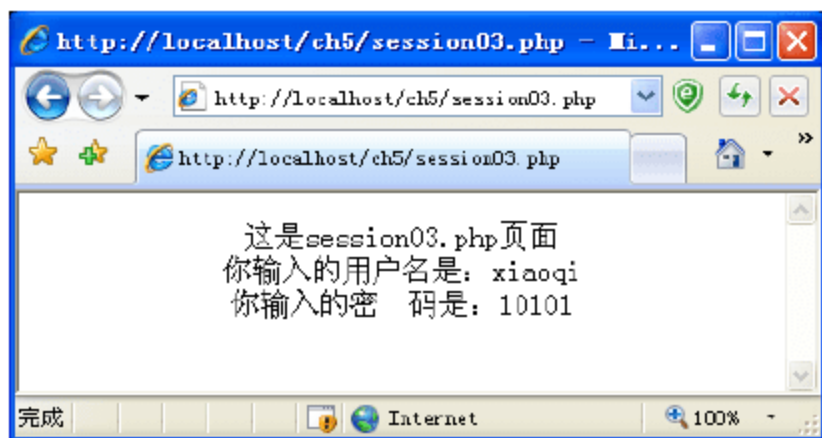 http://localhost/ch5/session03.php - Mi...
http://localhost/ch5/session03.php
http://localhost/ch5/session03.php
这是session03.php页面
你输入的用户名是：xiaoqi
你输入的密　码是：10101
完成 Internet 100%